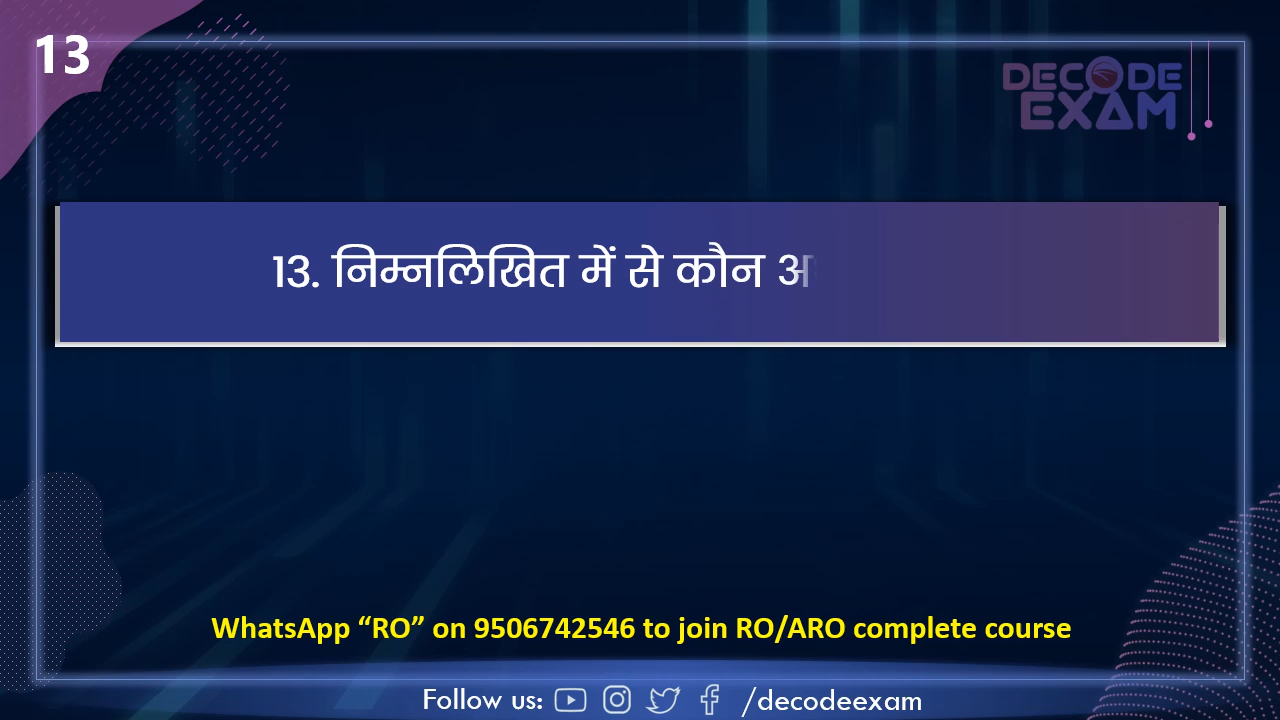 13
DECODE
EXAM
13. निम्नलिखित में से कौन
WhatsApp “RO” on 9506742546 to join RO/ARO complete course
Follow us: /decodeexam